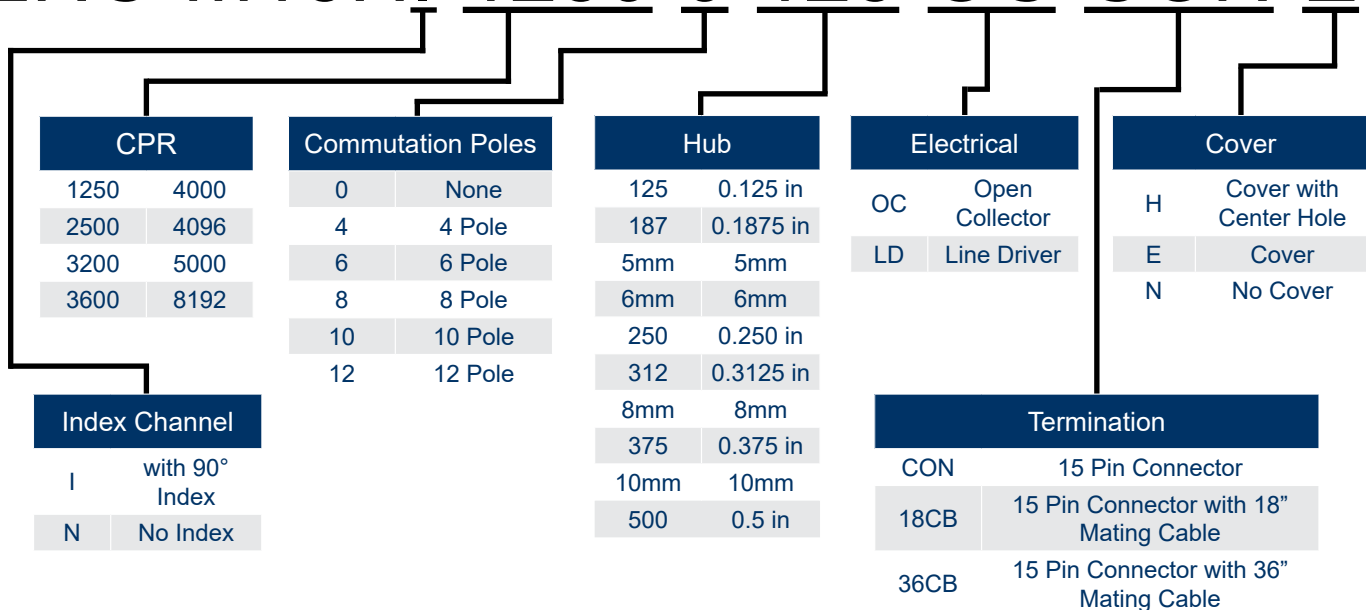 CPR
1250 4000
2500 4096
3200 5000
3600 8192
Commutation Poles
0 None
4 4 Pole
6 6 Pole
8 8 Pole
10 10 Pole
12 12 Pole
Hub
125 0.125 in
187 0.1875 in
5mm 5mm
6mm 6mm
250 0.250 in
312 0.3125 in
8mm 8mm
375 0.375 in
10mm 10mm
500 0.5 in
Electrical
OC Open
Collector
LD Line Driver
Cover
H Cover with
Center Hole
E Cover
N No Cover
Index Channel
I with 90°
Index
N No Index
Termination
CON 15 Pin Connector
18CB 15 Pin Connector with 18”
Mating Cable
36CB 15 Pin Connector with 36”
Mating Cable